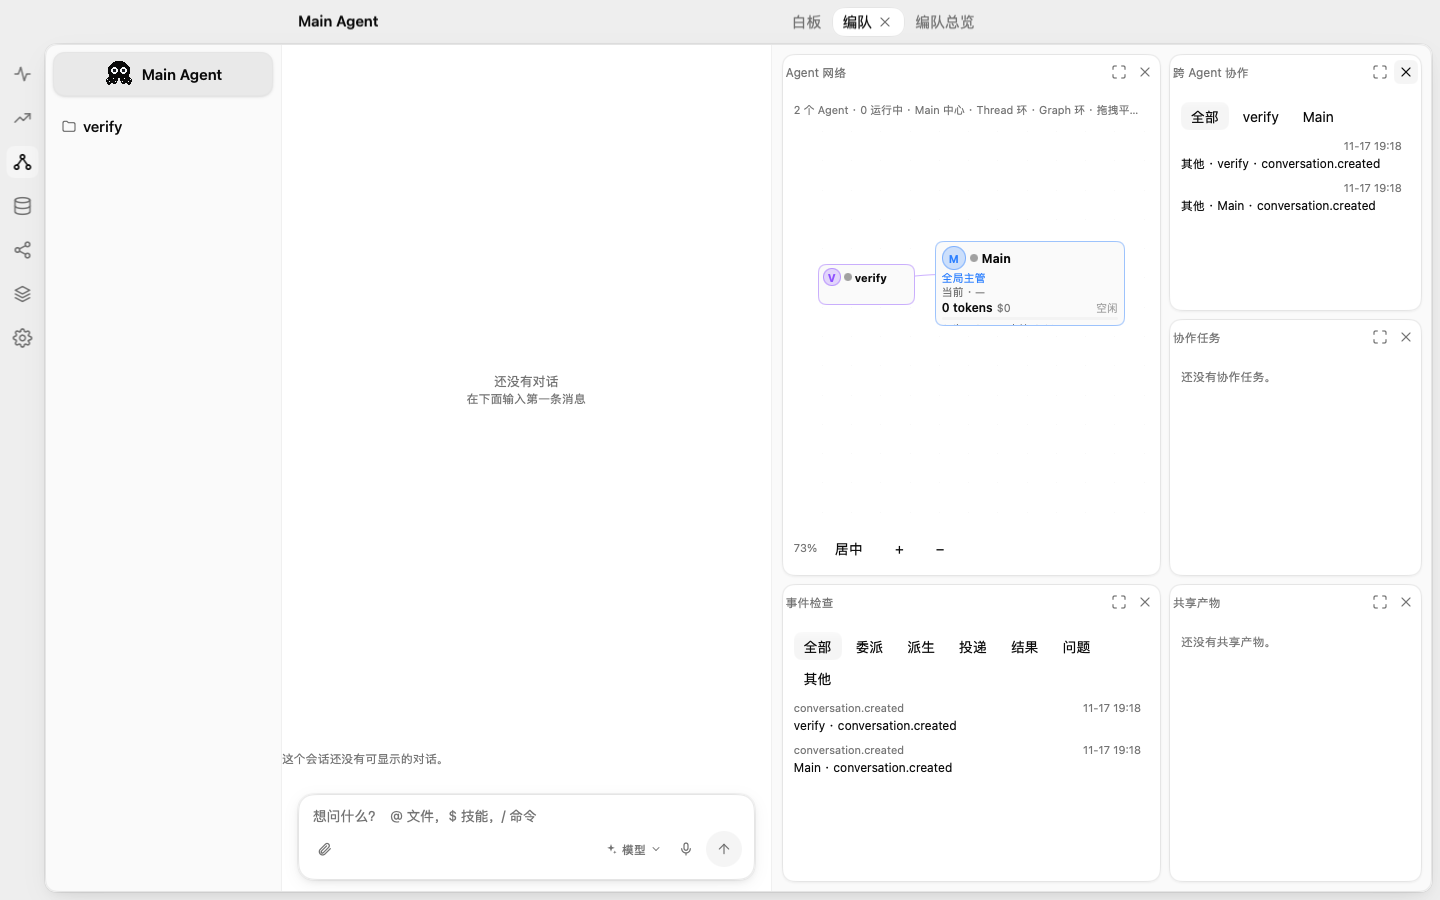 Main Agent
白板
编队
编队总览
Main Agent
verify
还没有对话
在下面输入第一条消息
这个会话还没有可显示的对话。
想问什么? @ 文件, $ 技能, / 命令
模型
Agent 网络
2 个 Agent · 0 运行中 · Main 中心 · Thread 环 · Graph 环 · 拖拽平...
V verify
M Main
全局主管
当前 · —
0 tokens $0
空闲
73%
居中
+
−
事件检查
全部
委派
派生
投递
结果
问题
其他
conversation.created 11-17 19:18
verify · conversation.created
conversation.created 11-17 19:18
Main · conversation.created
跨 Agent 协作
全部
verify
Main
11-17 19:18
其他 · verify · conversation.created
11-17 19:18
其他 · Main · conversation.created
协作任务
还没有协作任务。
共享产物
还没有共享产物。